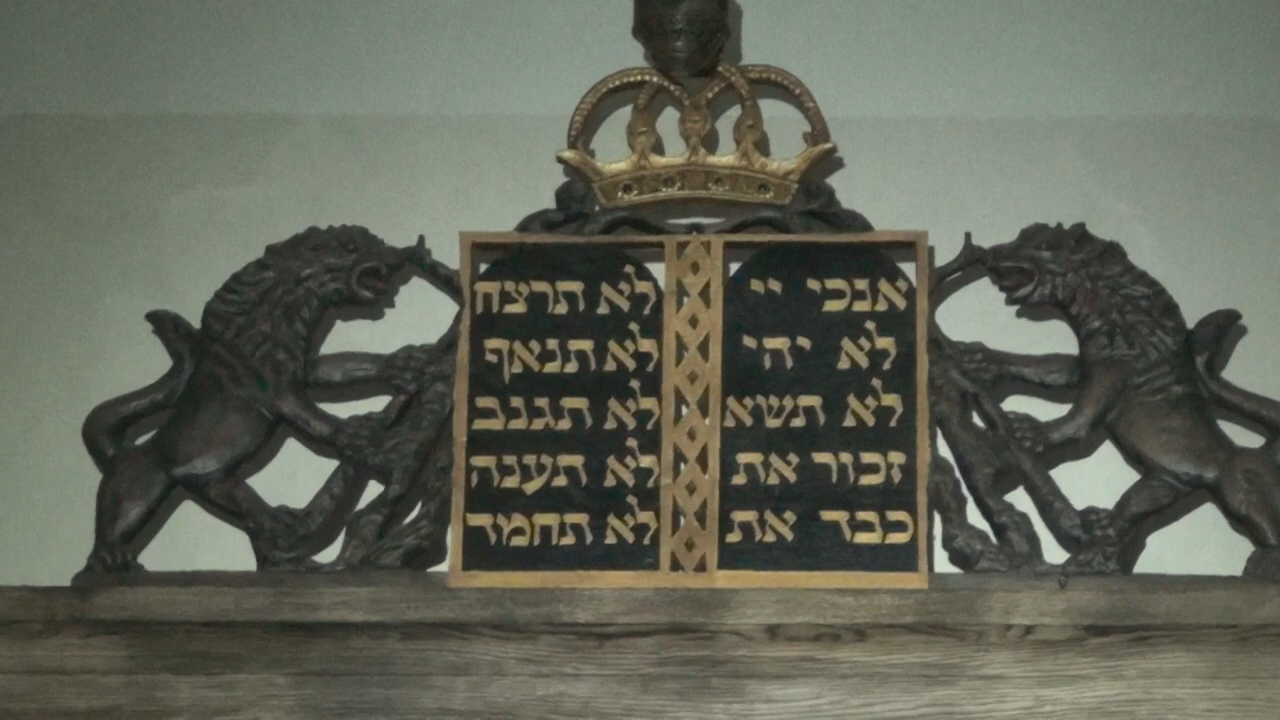 אנכי יי
לא יהי
לא תשא
זכור את
כבד את
לא תרצח
לא תנאף
לא תגנב
לא תענה
לא תחמד